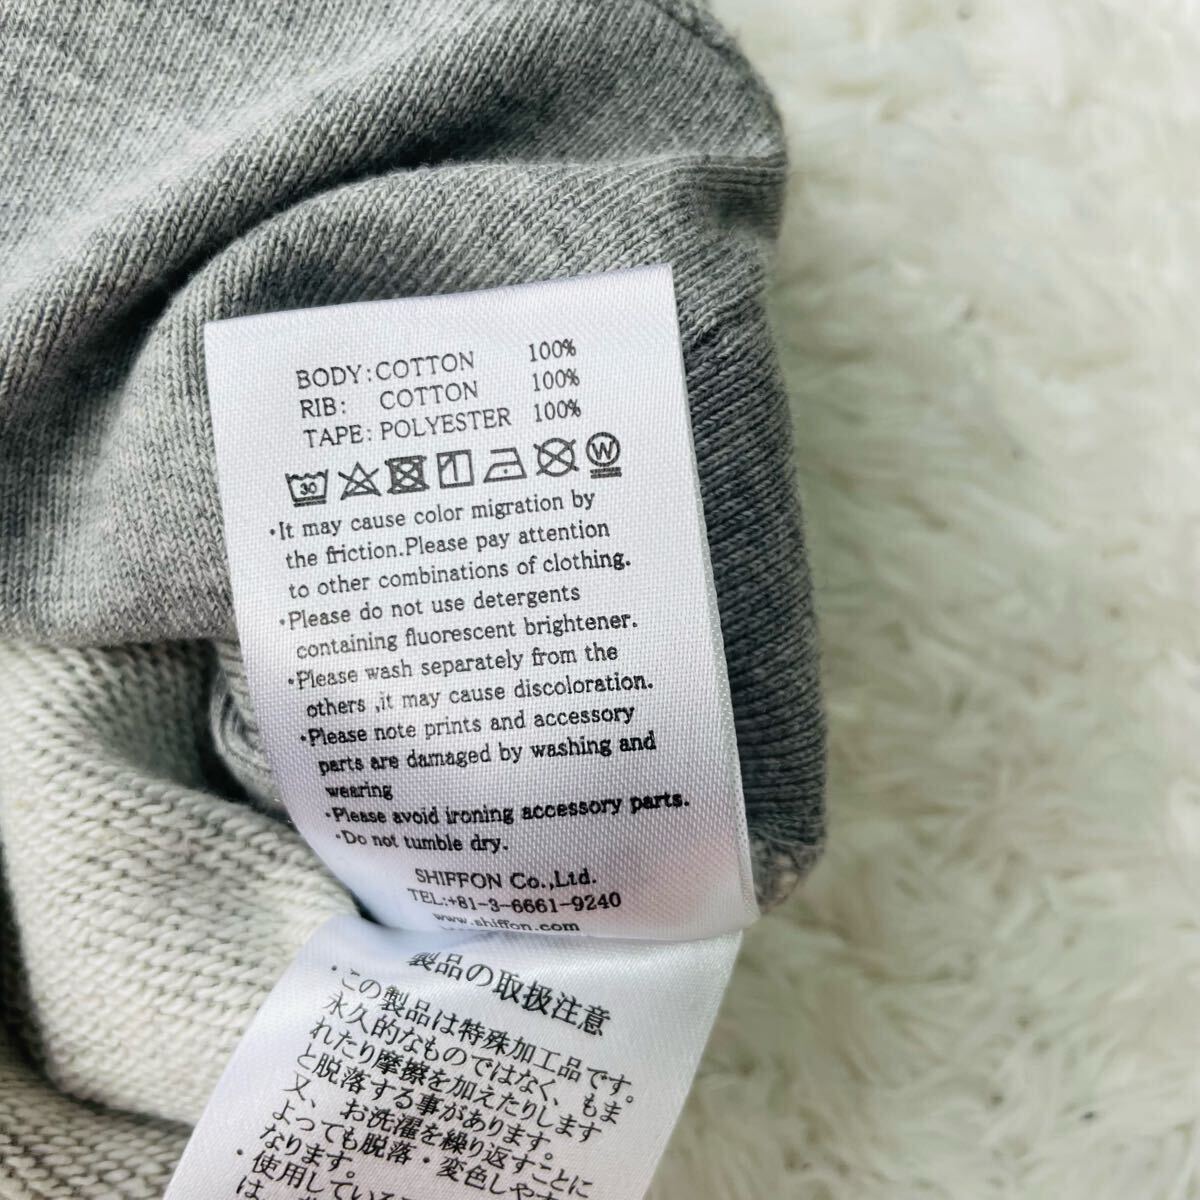 BODY: COTTON 100%
RIB: COTTON 100%
TAPE: POLYESTER 100%
30 W
・It may cause color migration by
the friction.Please pay attention
to other combinations of clothing.
・Please do not use detergents
containing fluorescent brightener.
・Please wash separately from the
others ,it may cause discoloration.
・Please note prints and accessory
parts are damaged by washing and
wearing
・Please avoid ironing accessory parts.
・Do not tumble dry.
SHIFFON Co.,Ltd.
TEL:+81-3-6661-9240
www.shiffon.com
製品の取扱注意
・この製品は特殊加工品です。
永久的なものではなく、もま
れたり摩擦を加えたりします
と脱落する事があります。
又、お洗濯を繰り返すことに
よっても脱落・変色しやす
なります。
・使用している
は、